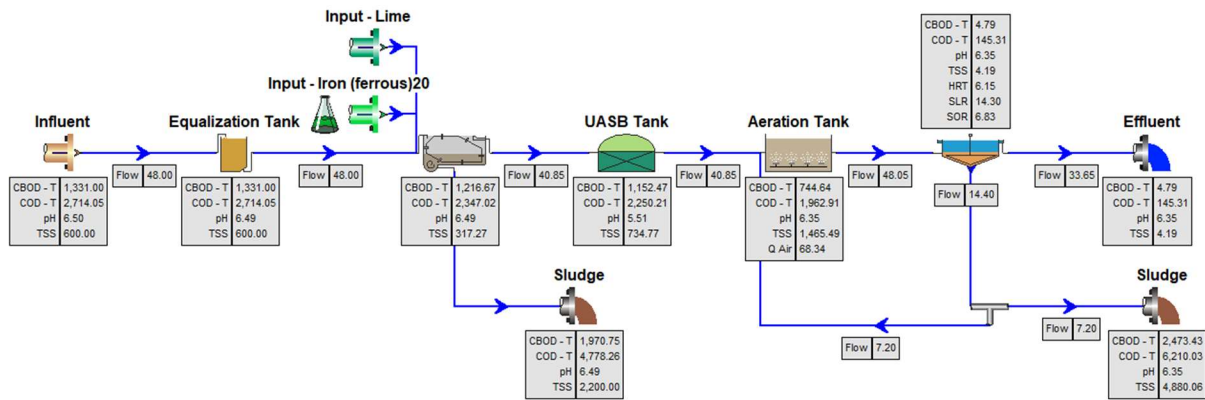 Input - Lime
Input - Iron (ferrous)20
Influent
Flow 48.00
CBOD - T 1,331.00
COD - T 2,714.05
pH 6.50
TSS 600.00
Equalization Tank
Flow 48.00
CBOD - T 1,331.00
COD - T 2,714.05
pH 6.49
TSS 600.00
CBOD - T 1,216.67
COD - T 2,347.02
pH 6.49
TSS 317.27
Flow 40.85
Sludge
CBOD - T 1,970.75
COD - T 4,778.26
pH 6.49
TSS 2,200.00
UASB Tank
Flow 40.85
CBOD - T 1,152.47
COD - T 2,250.21
pH 5.51
TSS 734.77
Aeration Tank
Flow 48.05
CBOD - T 744.64
COD - T 1,962.91
pH 6.35
TSS 1,465.49
Q Air 68.34
CBOD - T 4.79
COD - T 145.31
pH 6.35
TSS 4.19
HRT 6.15
SLR 14.30
SOR 6.83
Flow 14.40
Flow 33.65
Effluent
CBOD - T 4.79
COD - T 145.31
pH 6.35
TSS 4.19
Flow 7.20
Flow 7.20
Sludge
CBOD - T 2,473.43
COD - T 6,210.03
pH 6.35
TSS 4,880.06